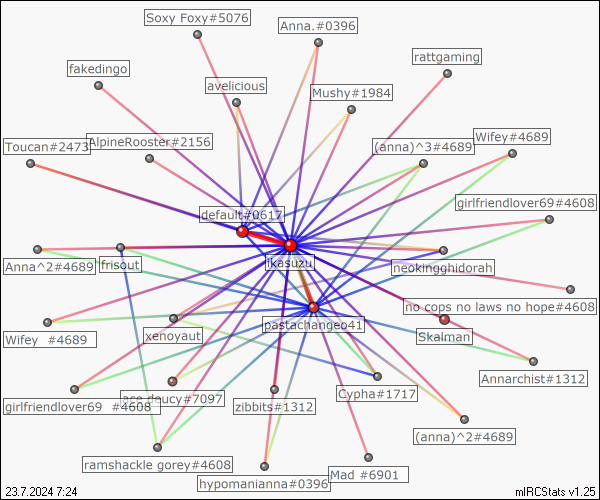 Soxy Foxy#5076
Anna.#0396
rattgaming
fakedingo
avelicious
Mushy#1984
Toucan#2473
AlpineRooster#2156
(anna)^3#4689
Wifey#4689
girlfriendlover69#4608
default#0617
Anna^2#4689
frisout
ikasuzu
neokingghidorah
no cops no laws no hope#4608
Wifey #4689
xenoyaut
pastachangeo41
Skalman
Annarchist#1312
girlfriendlover69 #4608
ace deucy#7097
zibbits#1312
Cypha#1717
(anna)^2#4689
ramshackle gorey#4608
hypomanianna#0396
Mad #6901
23.7.2024 7:24
mIRCStats v1.25